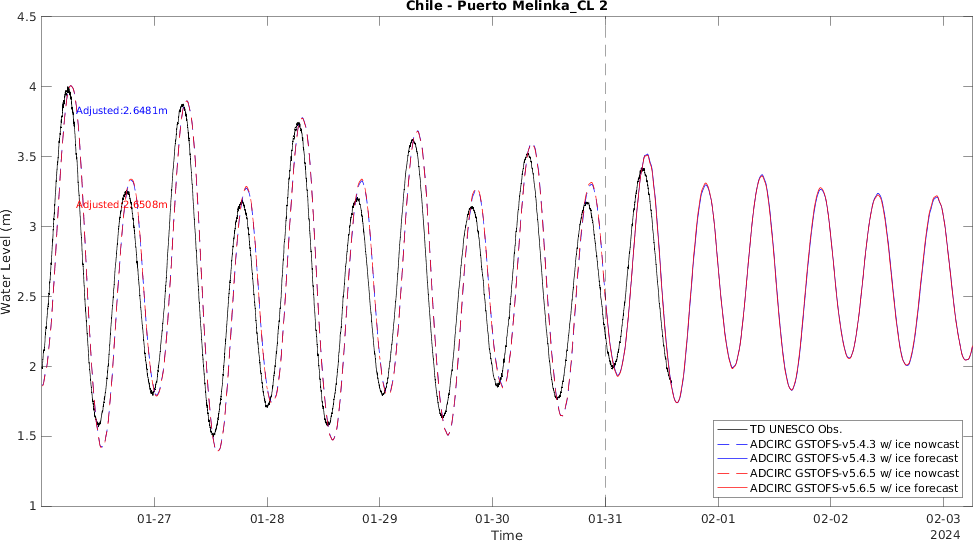 Chile - Puerto Melinka_CL 2
4.5
4
3.5
3
2.5
2
1.5
1
Water Level (m)
Adjusted:2.6481m
Adjusted:2.6508m
TD UNESCO Obs.
ADCIRC GSTOFS-v5.4.3 w/ ice nowcast
ADCIRC GSTOFS-v5.4.3 w/ ice forecast
ADCIRC GSTOFS-v5.6.5 w/ ice nowcast
ADCIRC GSTOFS-v5.6.5 w/ ice forecast
01-27 01-28 01-29 01-30 01-31 02-01 02-02 02-03
Time
2024